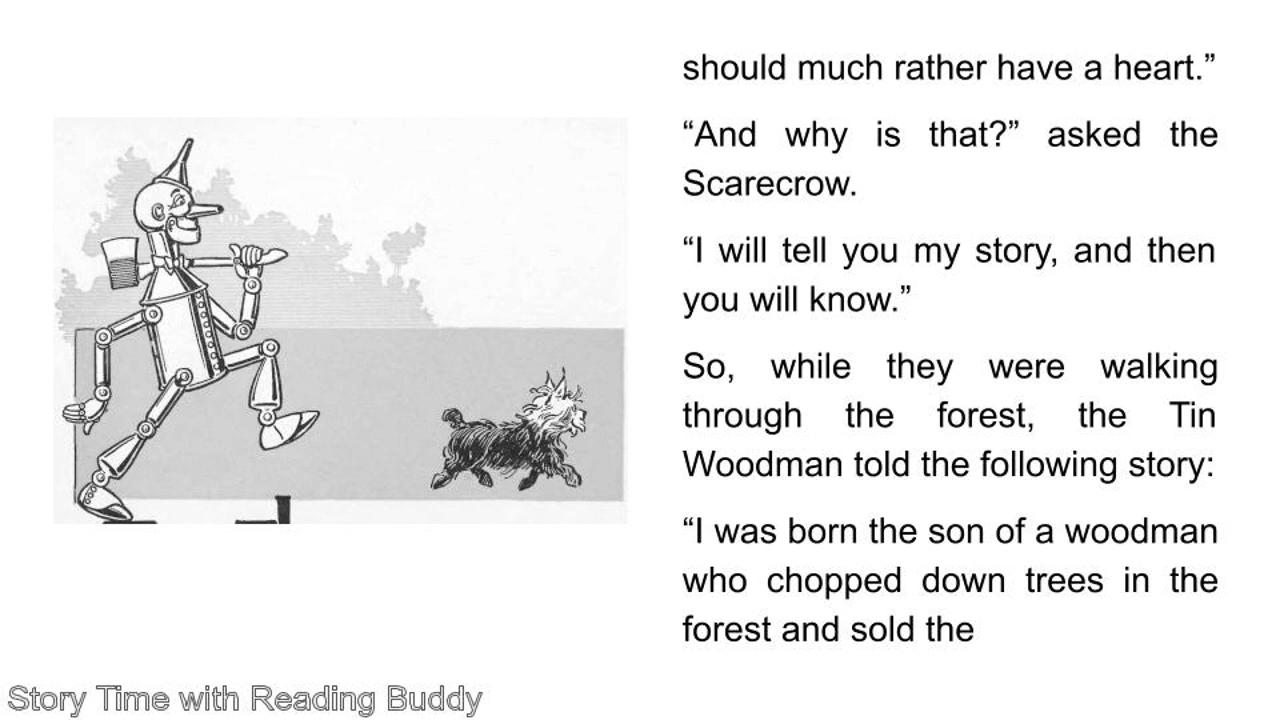 should much rather have a heart.”
“And why is that?” asked the
Scarecrow.
“I will tell you my story, and then
you will know.”
So, while they were walking
through the forest, the Tin
Woodman told the following story:
“I was born the son of a woodman
who chopped down trees in the
forest and sold the
Story Time with Reading Buddy